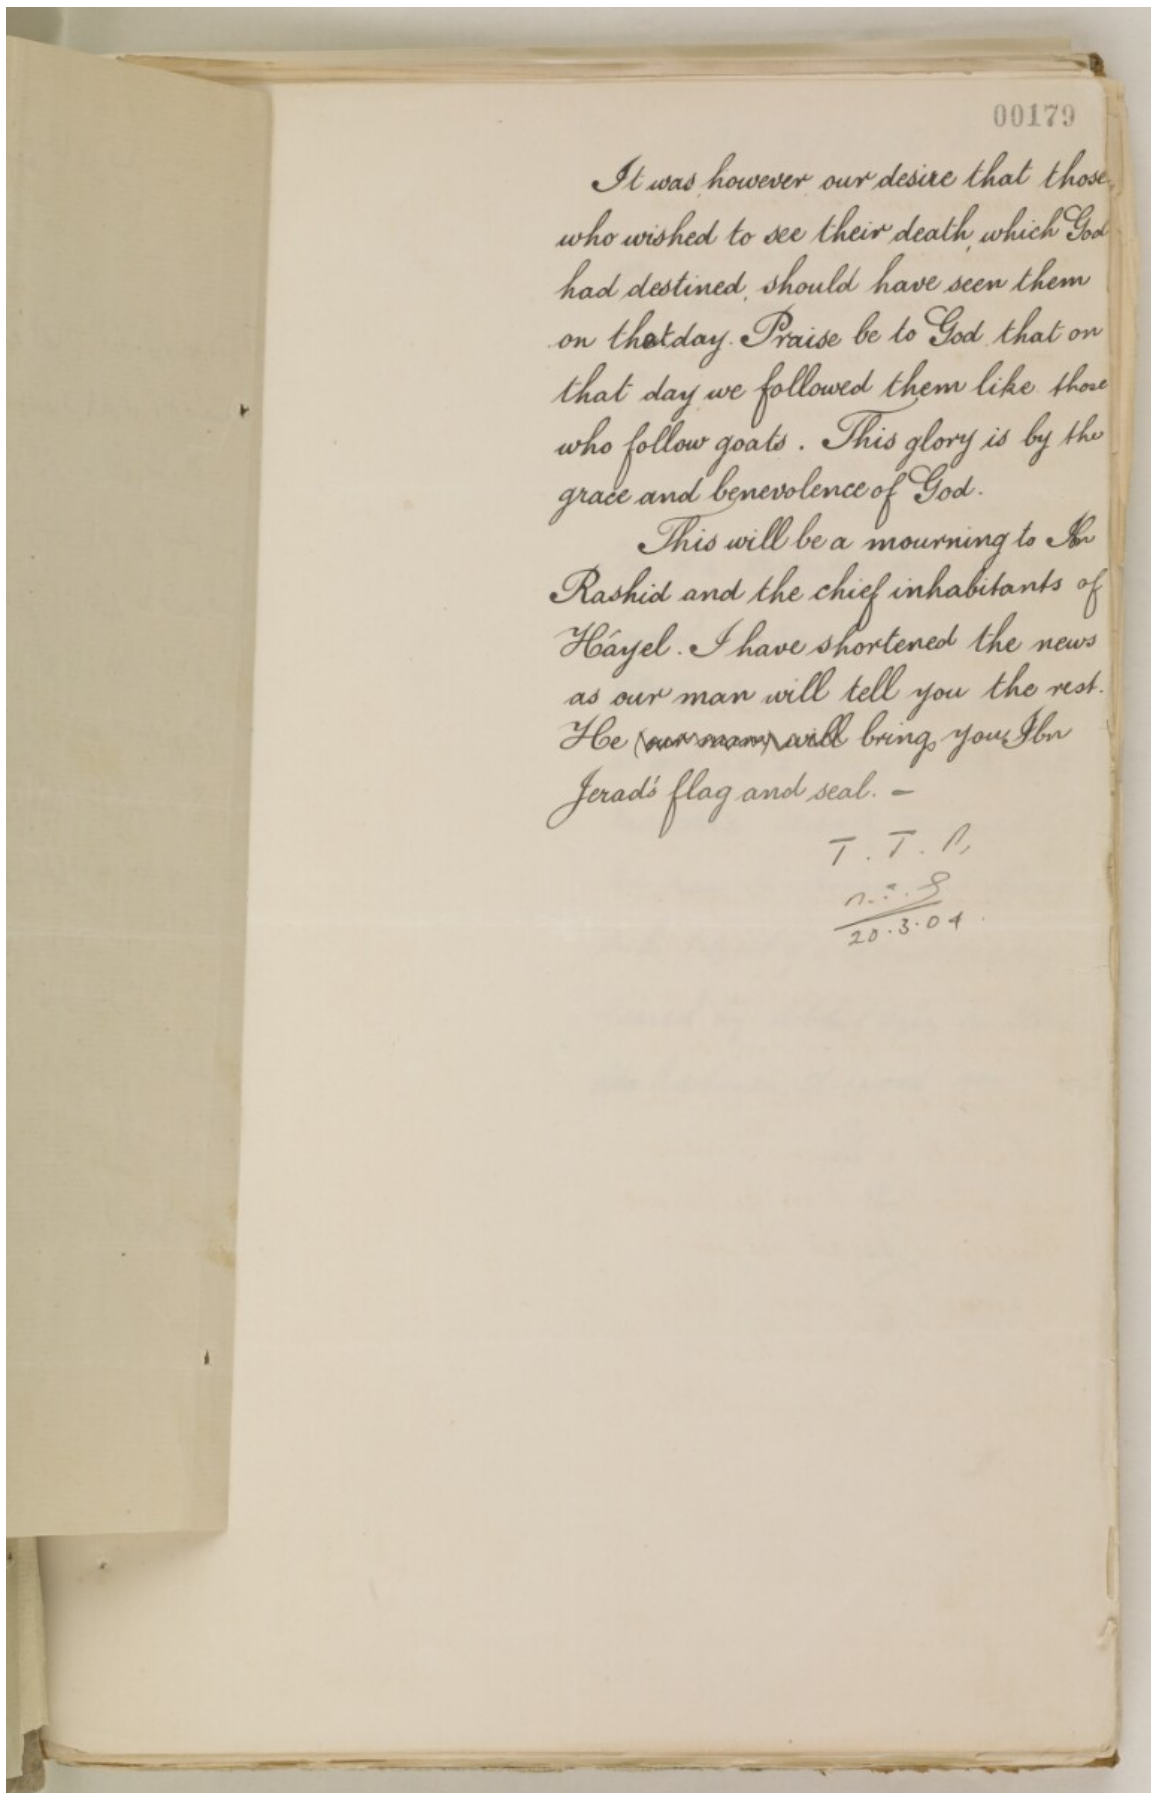 00179
It was, however, our desire that those,
who wished to see their death, which God
had destined, should have seen them
on that day. Praise be to God that on
that day we followed them like those
who follow goats. This glory is by the
grace and benevolence of God.
This will be a mourning to Ibn
Rashid and the chief inhabitants of
Háyel. I have shortened the news
as our man will tell you the rest.
He (our man) will bring you Ibn
Jerad's flag and seal. —
T. T.
20.3.04.